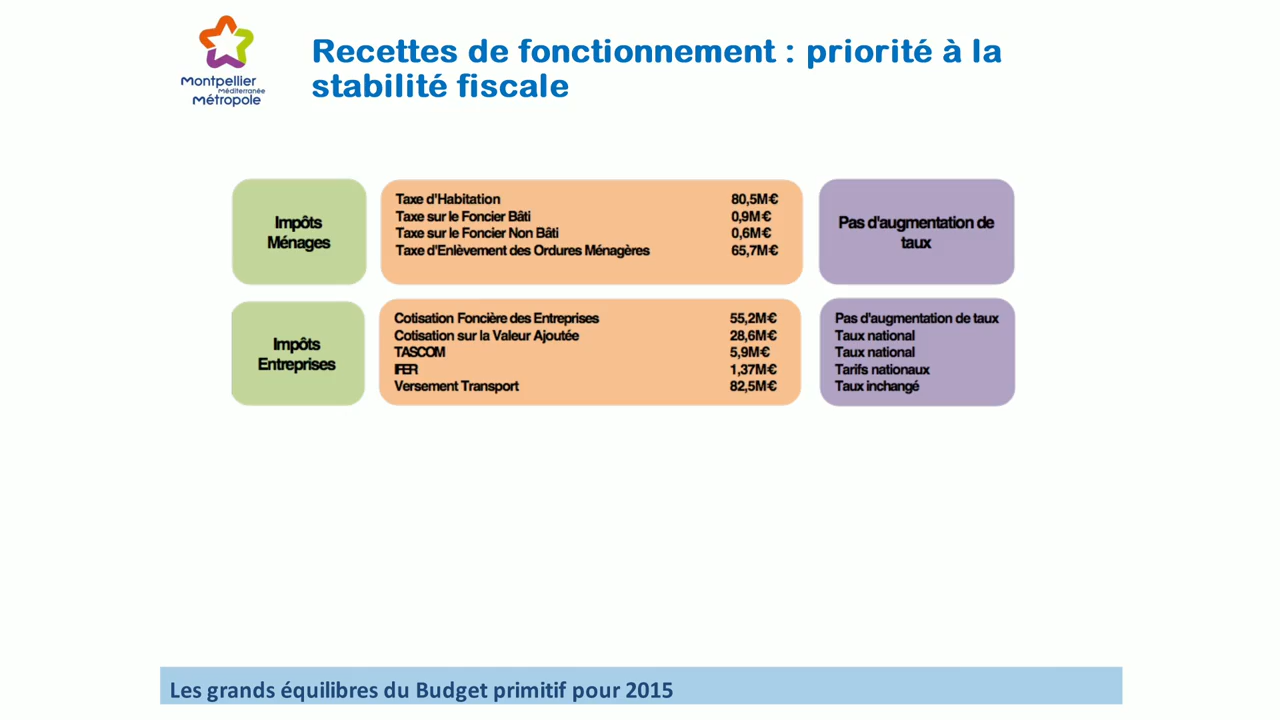 Montpellier
Méditerranée
Métropole
Recettes de fonctionnement : priorité à la
stabilité fiscale
Impôts
Ménages
Taxe d'Habitation 80,5M€
Taxe sur le Foncier Bâti 0,9M€
Taxe sur le Foncier Non Bâti 0,6M€
Taxe d'Enlèvement des Ordures Ménagères 65,7M€
Pas d'augmentation de
taux
Impôts
Entreprises
Cotisation Foncière des Entreprises 55,2M€ Pas d'augmentation de taux
Cotisation sur la Valeur Ajoutée 28,6M€ Taux national
TASCOM 5,9M€ Taux national
IFER 1,37M€ Tarifs nationaux
Versement Transport 82,5M€ Taux inchangé
Les grands équilibres du Budget primitif pour 2015